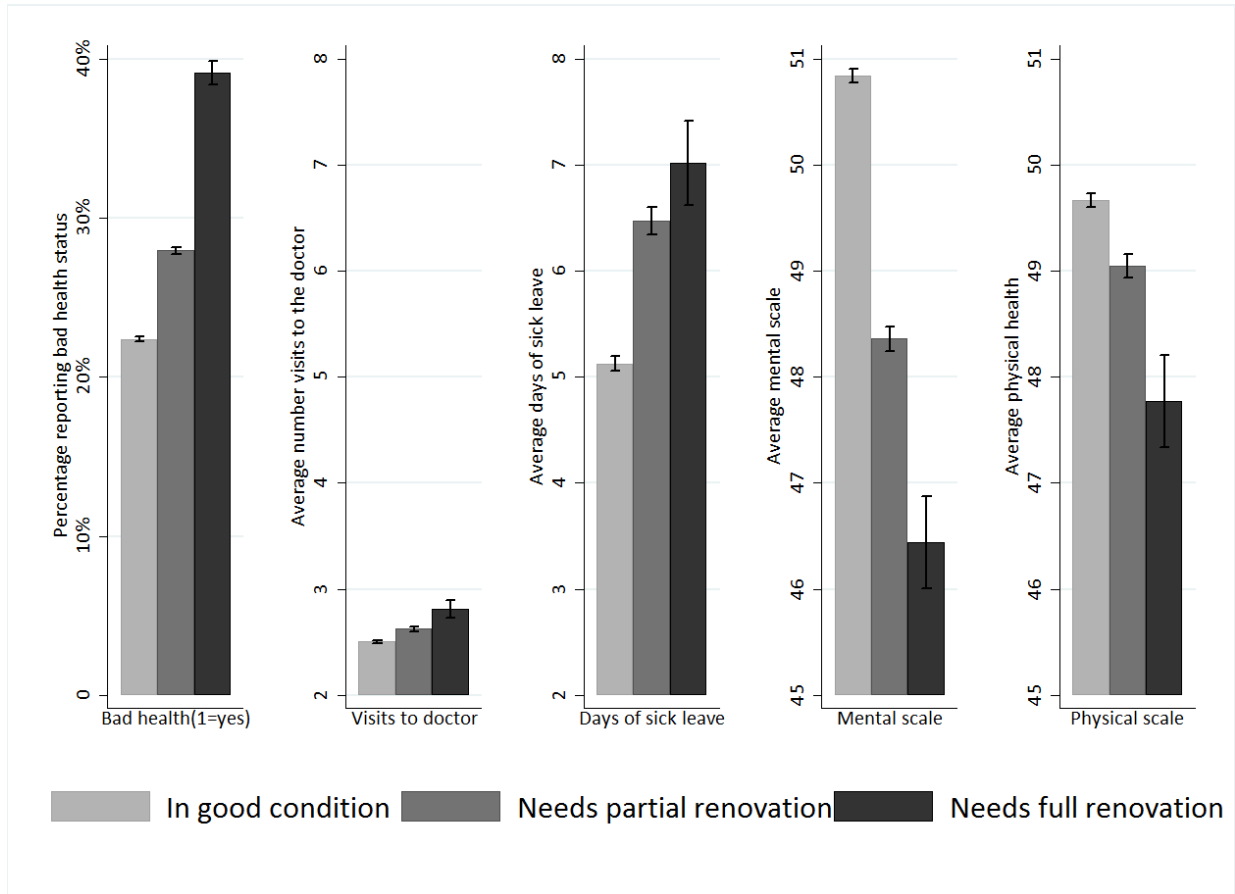 Percentage reporting bad health status
40%
30%
20%
10%
0
Bad health(1=yes)
Average number visits to the doctor
8
7
6
5
4
3
2
Visits to doctor
Average days of sick leave
8
7
6
5
4
3
2
Days of sick leave
Average mental scale
51
50
49
48
47
46
45
Mental scale
Average physical health
51
50
49
48
47
46
45
Physical scale
In good condition
Needs partial renovation
Needs full renovation